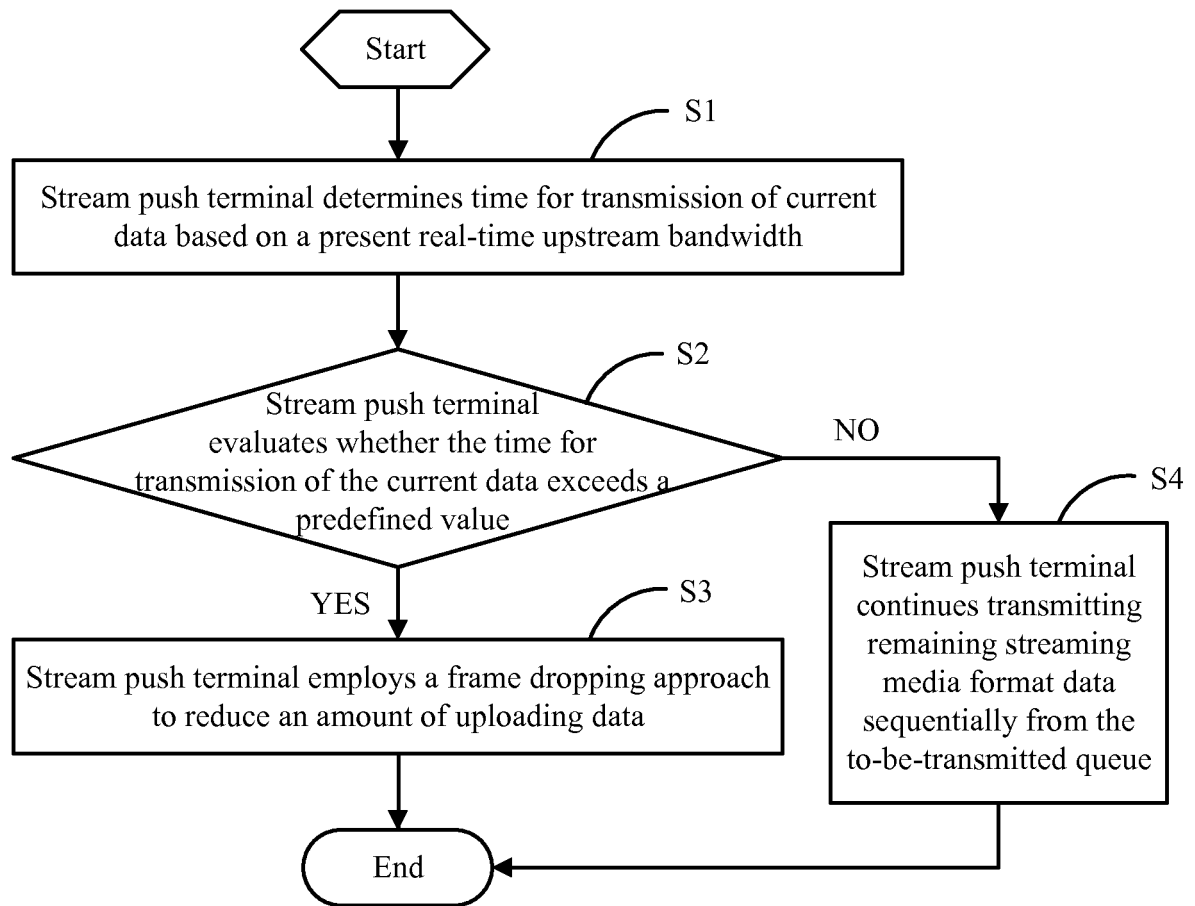 Start
S1
Stream push terminal determines time for transmission of current
data based on a present real-time upstream bandwidth
S2
Stream push terminal
evaluates whether the time for
transmission of the current data exceeds a
predefined value
NO
S4
Stream push terminal
continues transmitting
remaining streaming
media format data
sequentially from the
to-be-transmitted queue
YES
S3
Stream push terminal employs a frame dropping approach
to reduce an amount of uploading data
End